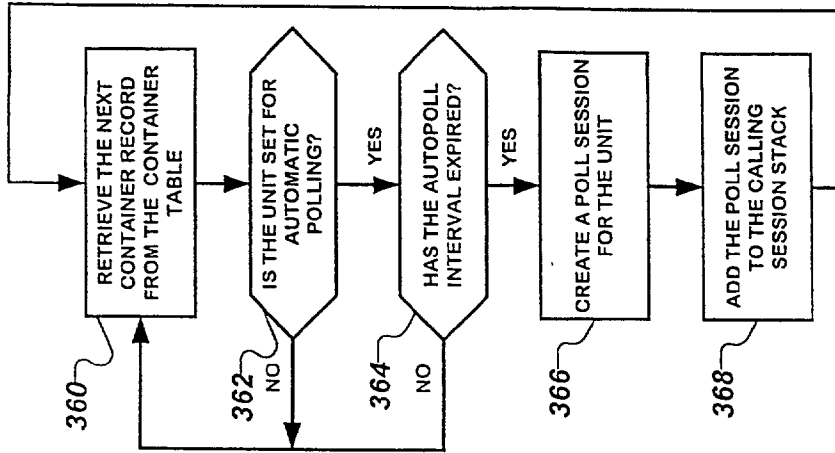 360
RETRIEVE THE NEXT
CONTAINER RECORD
FROM THE CONTAINER
TABLE
362
IS THE UNIT SET FOR
AUTOMATIC
POLLING?
NO
YES
364
HAS THE AUTOPOLL
INTERVAL EXPIRED?
NO
YES
366
CREATE A POLL SESSION
FOR THE UNIT
368
ADD THE POLL SESSION
TO THE CALLING
SESSION STACK